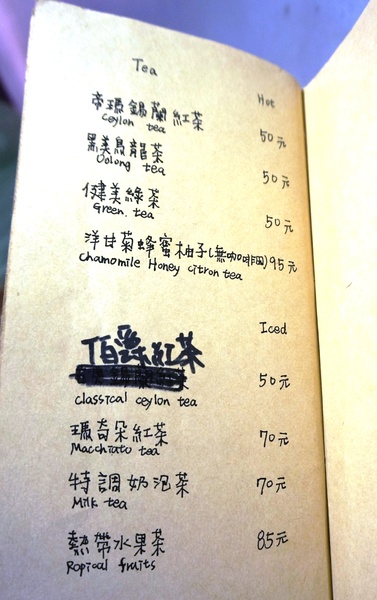 Tea
Hot
帝瑪錫蘭紅茶 50元
Ceylon tea
黑美烏龍茶 50元
Oolong tea
健美綠茶 50元
Green. tea
洋甘菊蜂蜜柚子(無咖啡因) 95元
Chamomile Honey citron tea
Iced
伯爵紅茶 50元
classical ceylon tea
瑪奇朵紅茶 70元
Macchiato tea
特調奶泡茶 70元
Milk tea
熱帶水果茶 85元
Ropical fruits